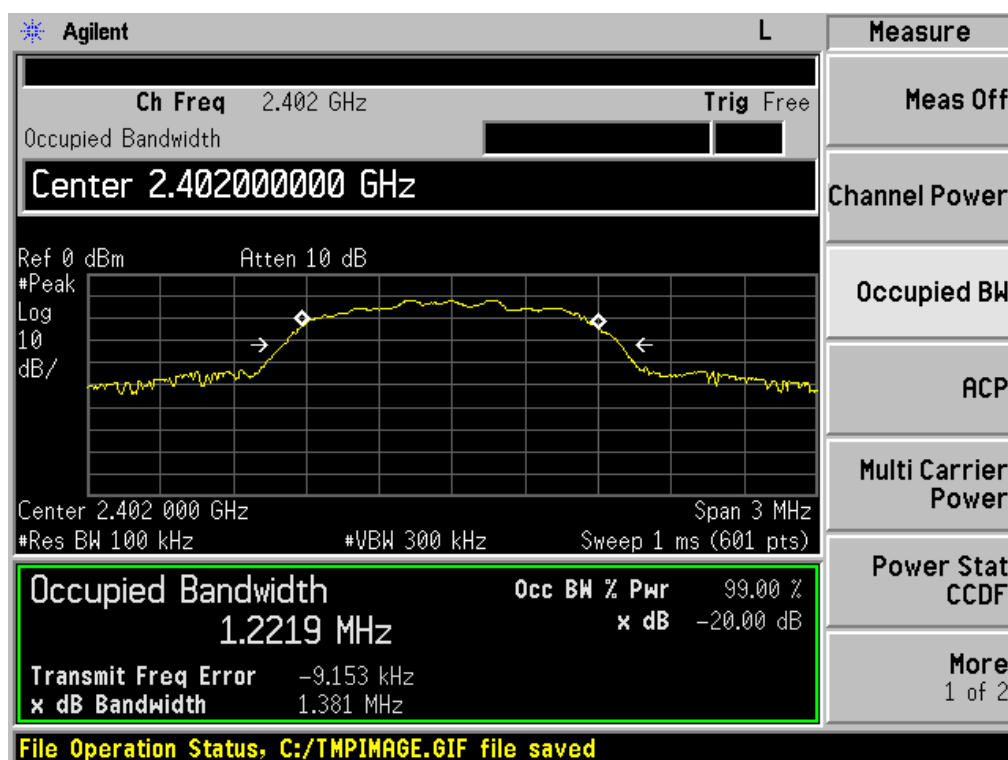 Agilent L
Measure
Ch Freq 2.402 GHz Trig Free
Occupied Bandwidth
Center 2.402000000 GHz
Ref 0 dBm Atten 10 dB
#Peak
Log
10
dB/
Center 2.402 000 GHz Span 3 MHz
#Res BW 100 kHz #VBW 300 kHz Sweep 1 ms (601 pts)
Occupied Bandwidth Occ BW % Pwr 99.00 %
1.2219 MHz x dB -20.00 dB
Transmit Freq Error -9.153 kHz
x dB Bandwidth 1.381 MHz
File Operation Status, C:/TMPIMAGE.GIF file saved
Meas Off
Channel Power
Occupied BW
ACP
Multi Carrier
Power
Power Stat
CCDF
More
1 of 2